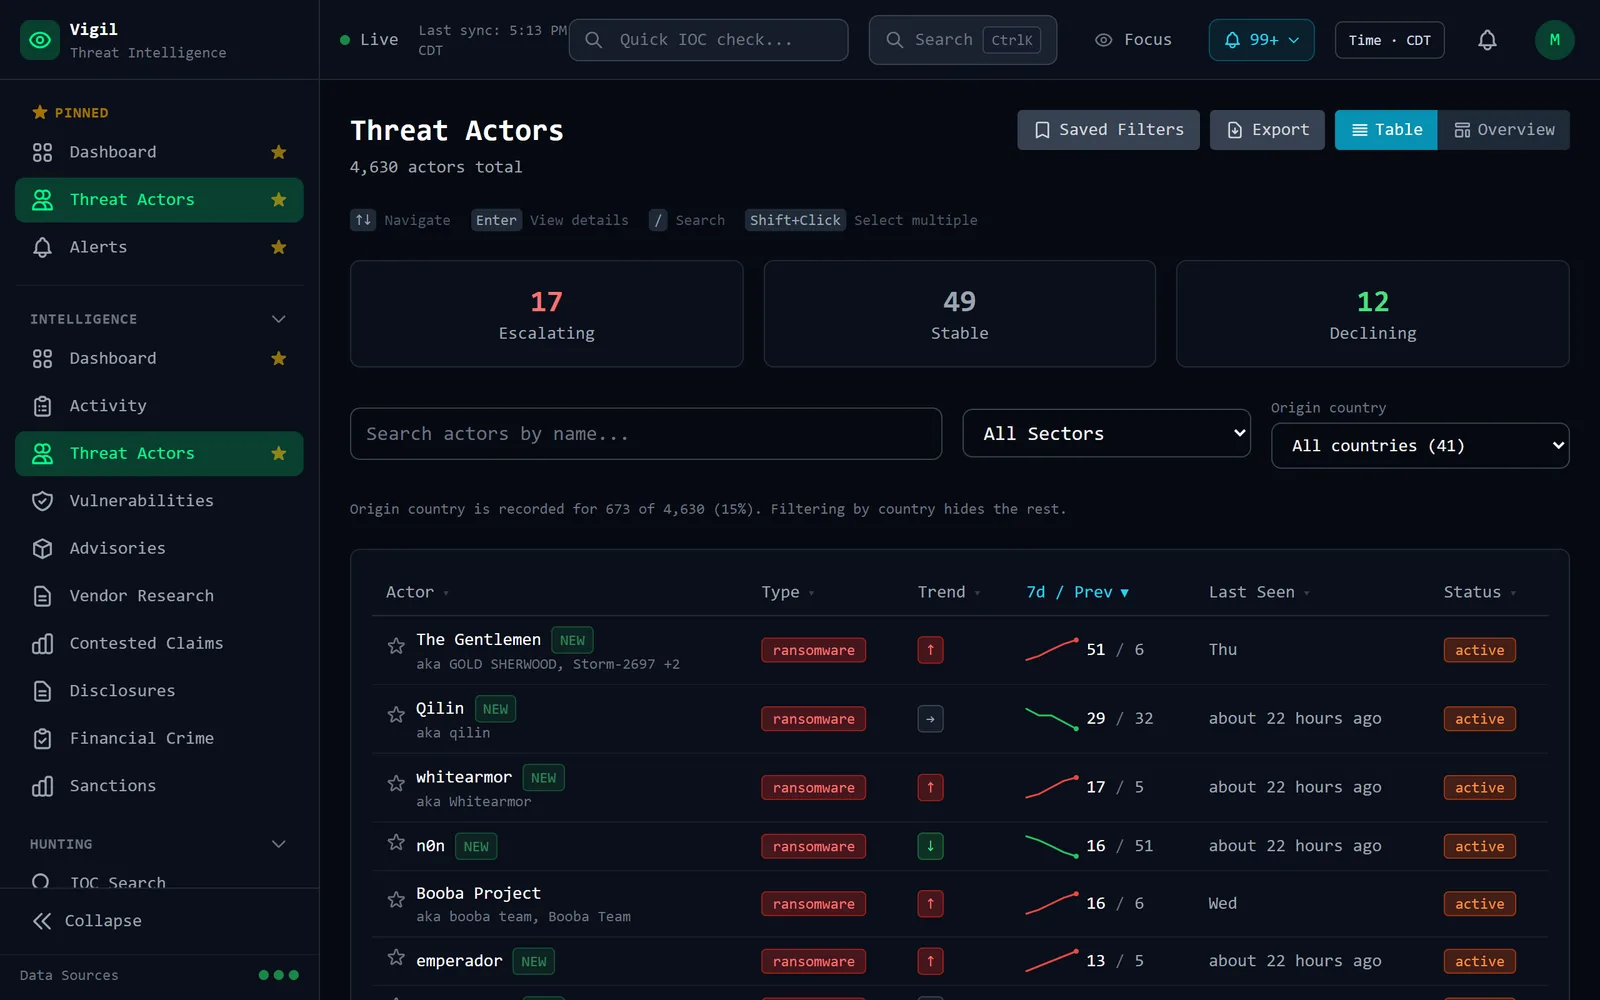 Vigil
Threat Intelligence
Live
Last sync: 5:13 PM CDT
Quick IOC check...
Search CtrlK
Focus
99+
Time · CDT
M
PINNED
Dashboard
Threat Actors
Alerts
INTELLIGENCE
Dashboard
Activity
Threat Actors
Vulnerabilities
Advisories
Vendor Research
Contested Claims
Disclosures
Financial Crime
Sanctions
HUNTING
IOC Search
Collapse
Data Sources
Threat Actors
4,630 actors total
Saved Filters
Export
Table
Overview
↑↓ Navigate Enter View details / Search Shift+Click Select multiple
17
Escalating
49
Stable
12
Declining
Search actors by name...
All Sectors
Origin country
All countries (41)
Origin country is recorded for 673 of 4,630 (15%). Filtering by country hides the rest.
Actor Type Trend 7d / Prev ▼ Last Seen Status
The Gentlemen NEW
aka GOLD SHERWOOD, Storm-2697 +2
ransomware ↑ 51 / 6 Thu active
Qilin NEW
aka qilin
ransomware → 29 / 32 about 22 hours ago active
whitearmor NEW
aka Whitearmor
ransomware ↑ 17 / 5 about 22 hours ago active
n0n NEW
ransomware ↓ 16 / 51 about 22 hours ago active
Booba Project
aka booba team, Booba Team
ransomware ↑ 16 / 6 Wed active
emperador NEW
ransomware ↑ 13 / 5 about 22 hours ago active